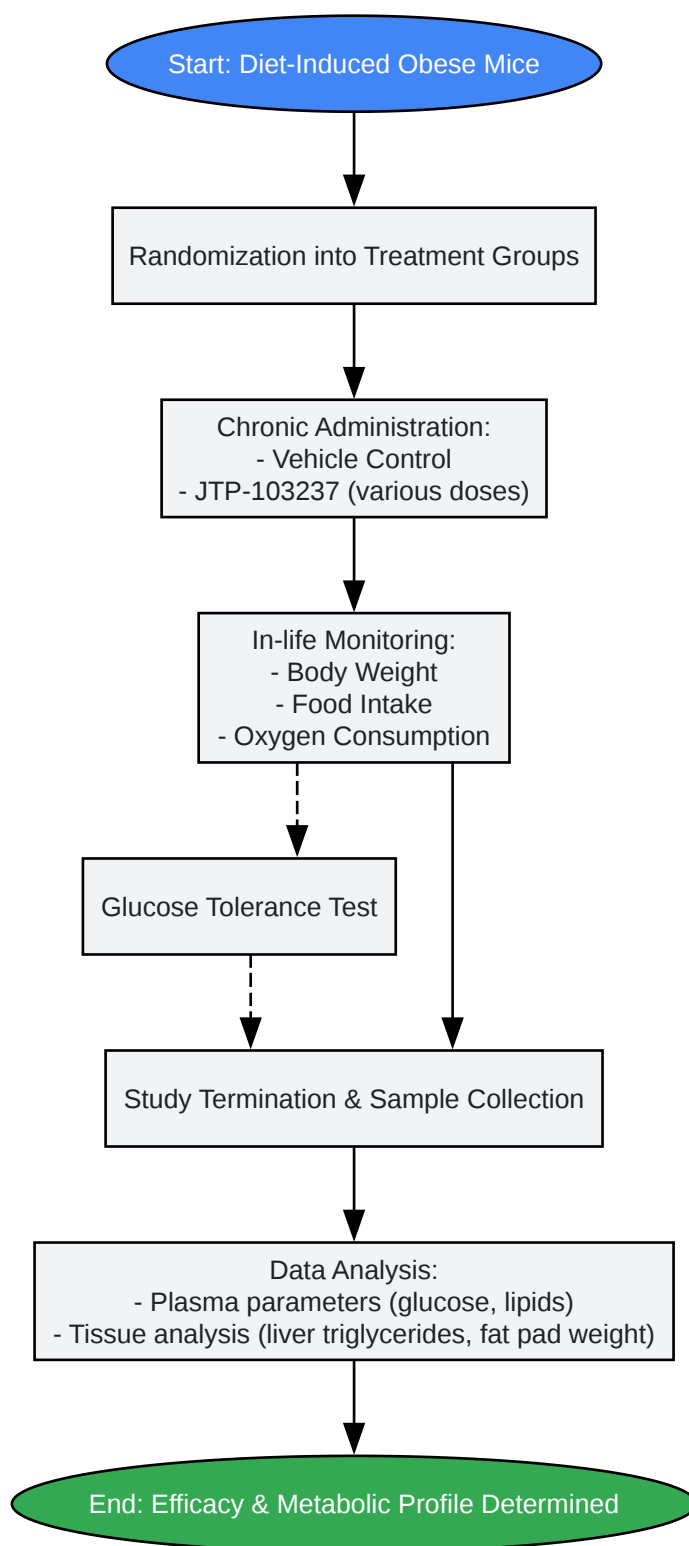 Start: Diet-Induced Obese Mice
Randomization into Treatment Groups
Chronic Administration:
- Vehicle Control
- JTP-103237 (various doses)
In-life Monitoring:
- Body Weight
- Food Intake
- Oxygen Consumption
Glucose Tolerance Test
Study Termination & Sample Collection
Data Analysis:
- Plasma parameters (glucose, lipids)
- Tissue analysis (liver triglycerides, fat pad weight)
End: Efficacy & Metabolic Profile Determined